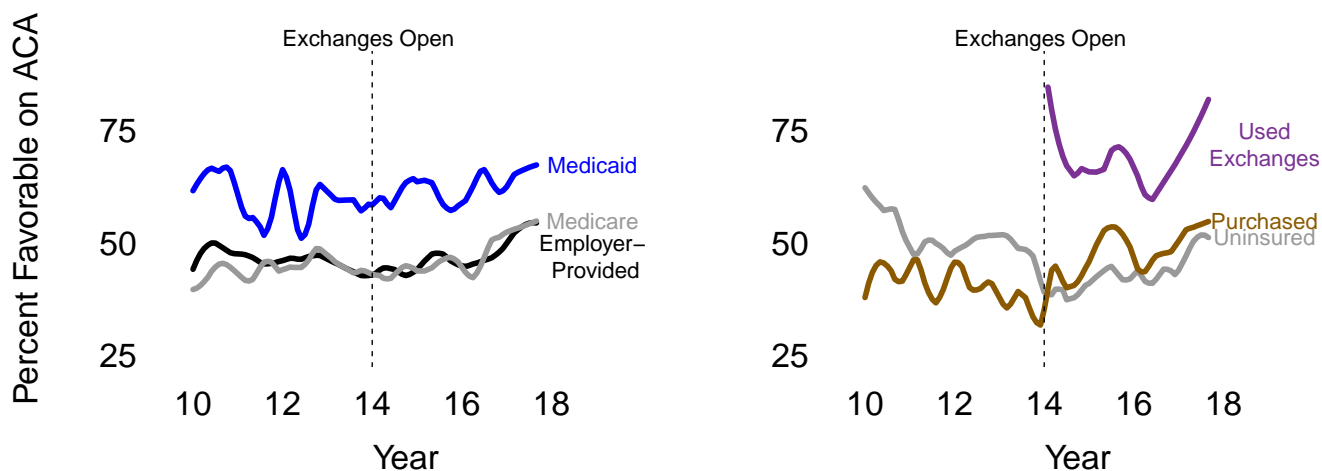 Percent Favorable on ACA
Exchanges Open
75
50
25
Medicaid
Medicare
Employer−
Provided
10 12 14 16 18
Year
Exchanges Open
75
50
25
Used
Exchanges
Purchased
Uninsured
10 12 14 16 18
Year